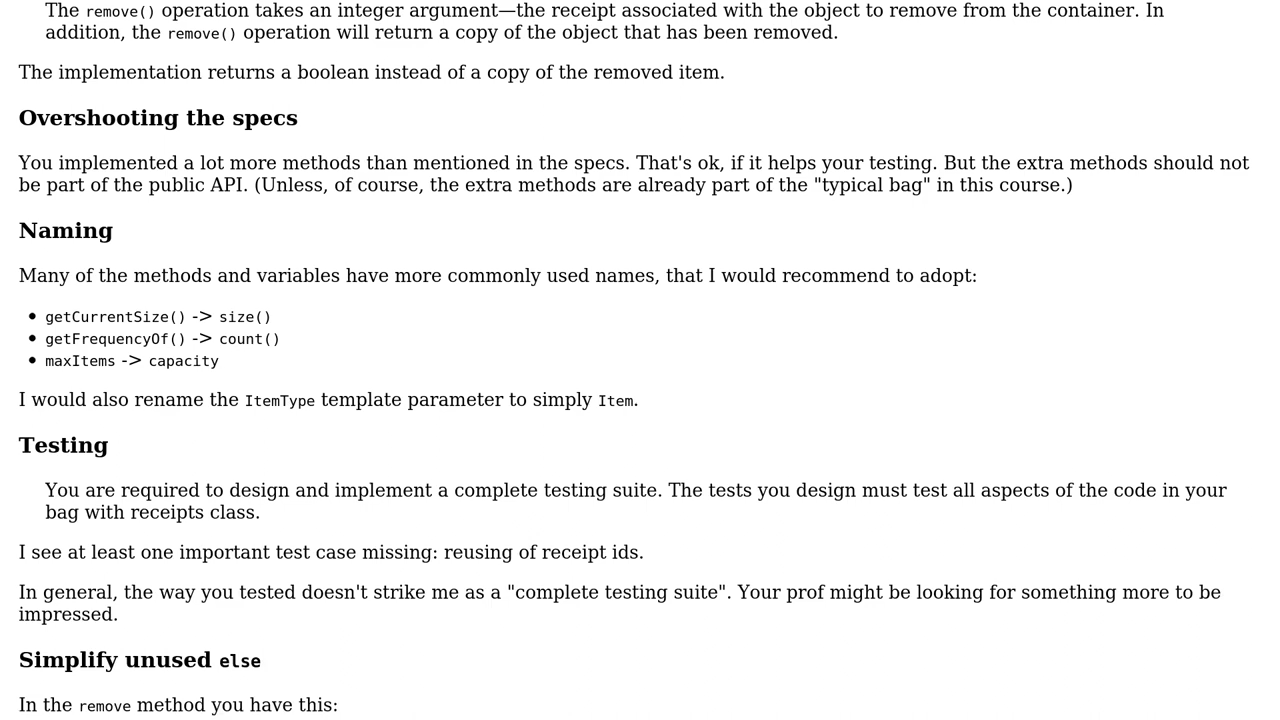 The remove() operation takes an integer argument—the receipt associated with the object to remove from the container. In
addition, the remove() operation will return a copy of the object that has been removed.
The implementation returns a boolean instead of a copy of the removed item.
Overshooting the specs
You implemented a lot more methods than mentioned in the specs. That's ok, if it helps your testing. But the extra methods should not
be part of the public API. (Unless, of course, the extra methods are already part of the "typical bag" in this course.)
Naming
Many of the methods and variables have more commonly used names, that I would recommend to adopt:
• getCurrentSize() -> size()
• getFrequencyOf() -> count()
• maxItems -> capacity
I would also rename the ItemType template parameter to simply Item.
Testing
You are required to design and implement a complete testing suite. The tests you design must test all aspects of the code in your
bag with receipts class.
I see at least one important test case missing: reusing of receipt ids.
In general, the way you tested doesn't strike me as a "complete testing suite". Your prof might be looking for something more to be
impressed.
Simplify unused else
In the remove method you have this: